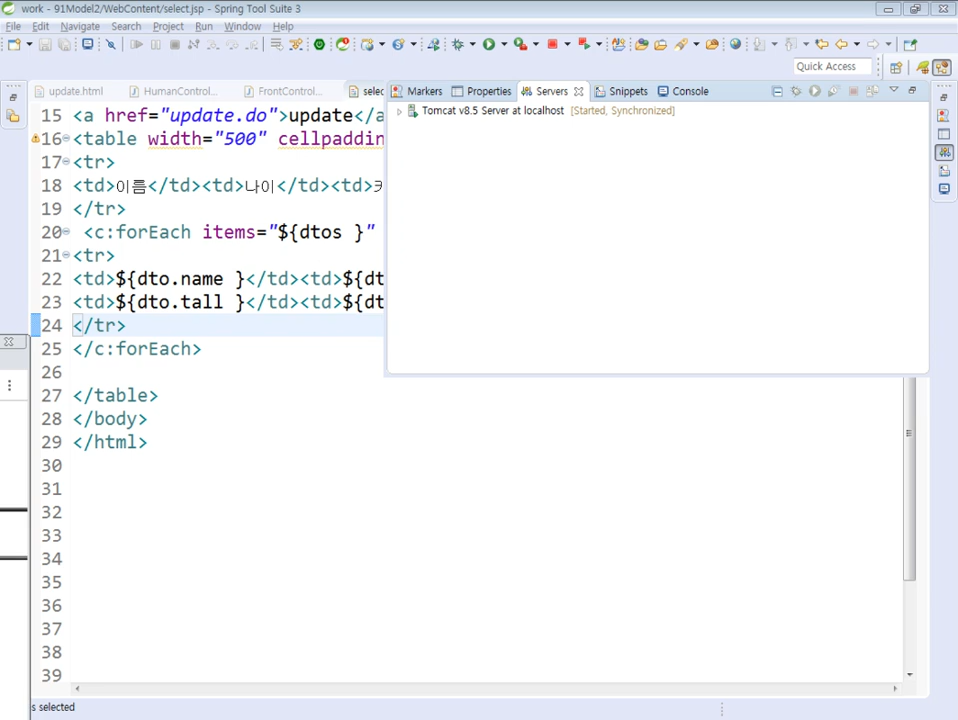 work - 91Model2/WebContent/select.jsp - Spring Tool Suite 3
File Edit Navigate Search Project Run Window Help
Quick Access
update.html HumanControl... FrontControl... selec
Markers Properties Servers Snippets Console
Tomcat v8.5 Server at localhost [Started, Synchronized]
15 <a href="update.do">update</a
16 <table width="500" cellpaddin
17 <tr>
18 <td>이름</td><td>나이</td><td>키
19 </tr>
20 <c:forEach items="${dtos }"
21 <tr>
22 <td>${dto.name }</td><td>${dt
23 <td>${dto.tall }</td><td>${dt
24 </tr>
25 </c:forEach>
26
27 </table>
28 </body>
29 </html>
30
31
32
33
34
35
36
37
38
39
s selected